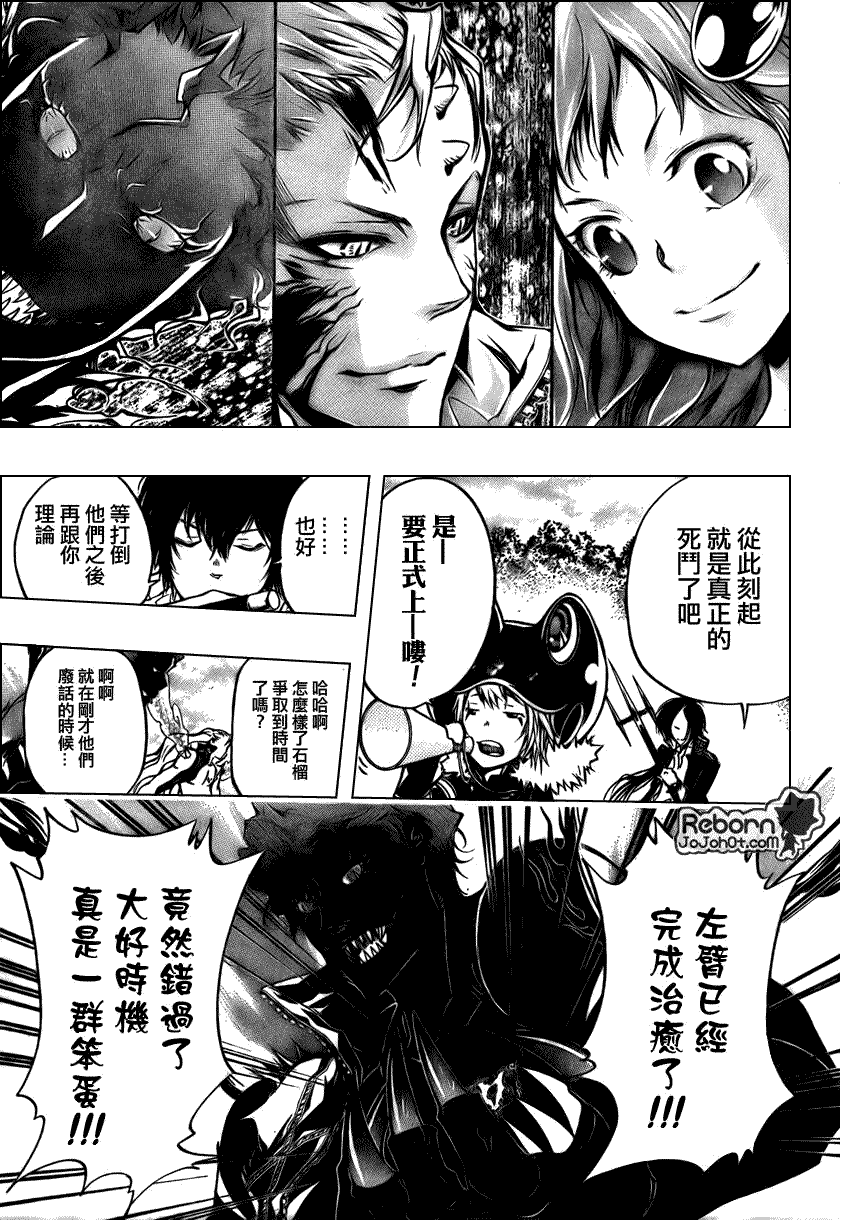 從此刻起
就是真正的
死鬥了吧
是—
要正式上—嘍！
……
……
也好
等打倒
他們之後
再跟你
理論
哈哈啊
怎麼樣了石榴
爭取到時間
了嗎？
啊啊
就在剛才他們
廢話的時候…
Reborn
JoJoHOt.com
左臂已經
完成治癒
了!!!
竟然錯過了
大好時機
真是一群笨蛋!!!